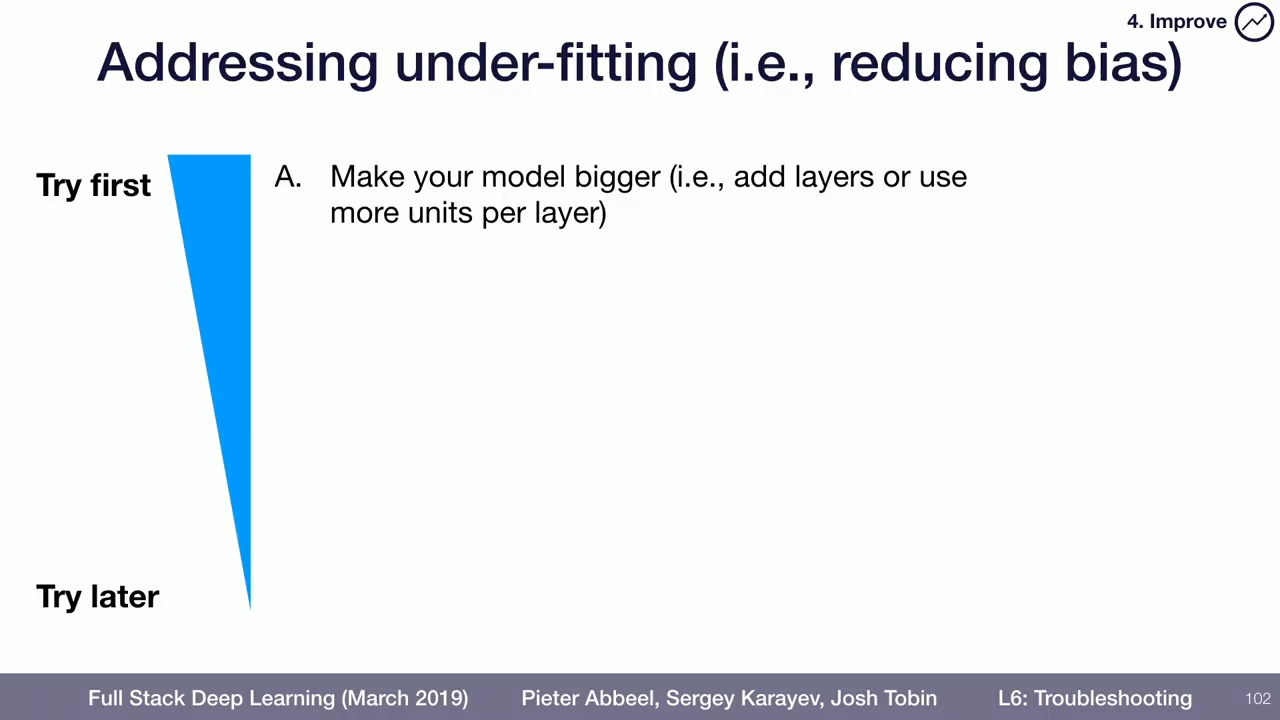 4. Improve
Addressing under-fitting (i.e., reducing bias)
Try first
A. Make your model bigger (i.e., add layers or use
more units per layer)
Try later
Full Stack Deep Learning (March 2019) Pieter Abbeel, Sergey Karayev, Josh Tobin L6: Troubleshooting 102